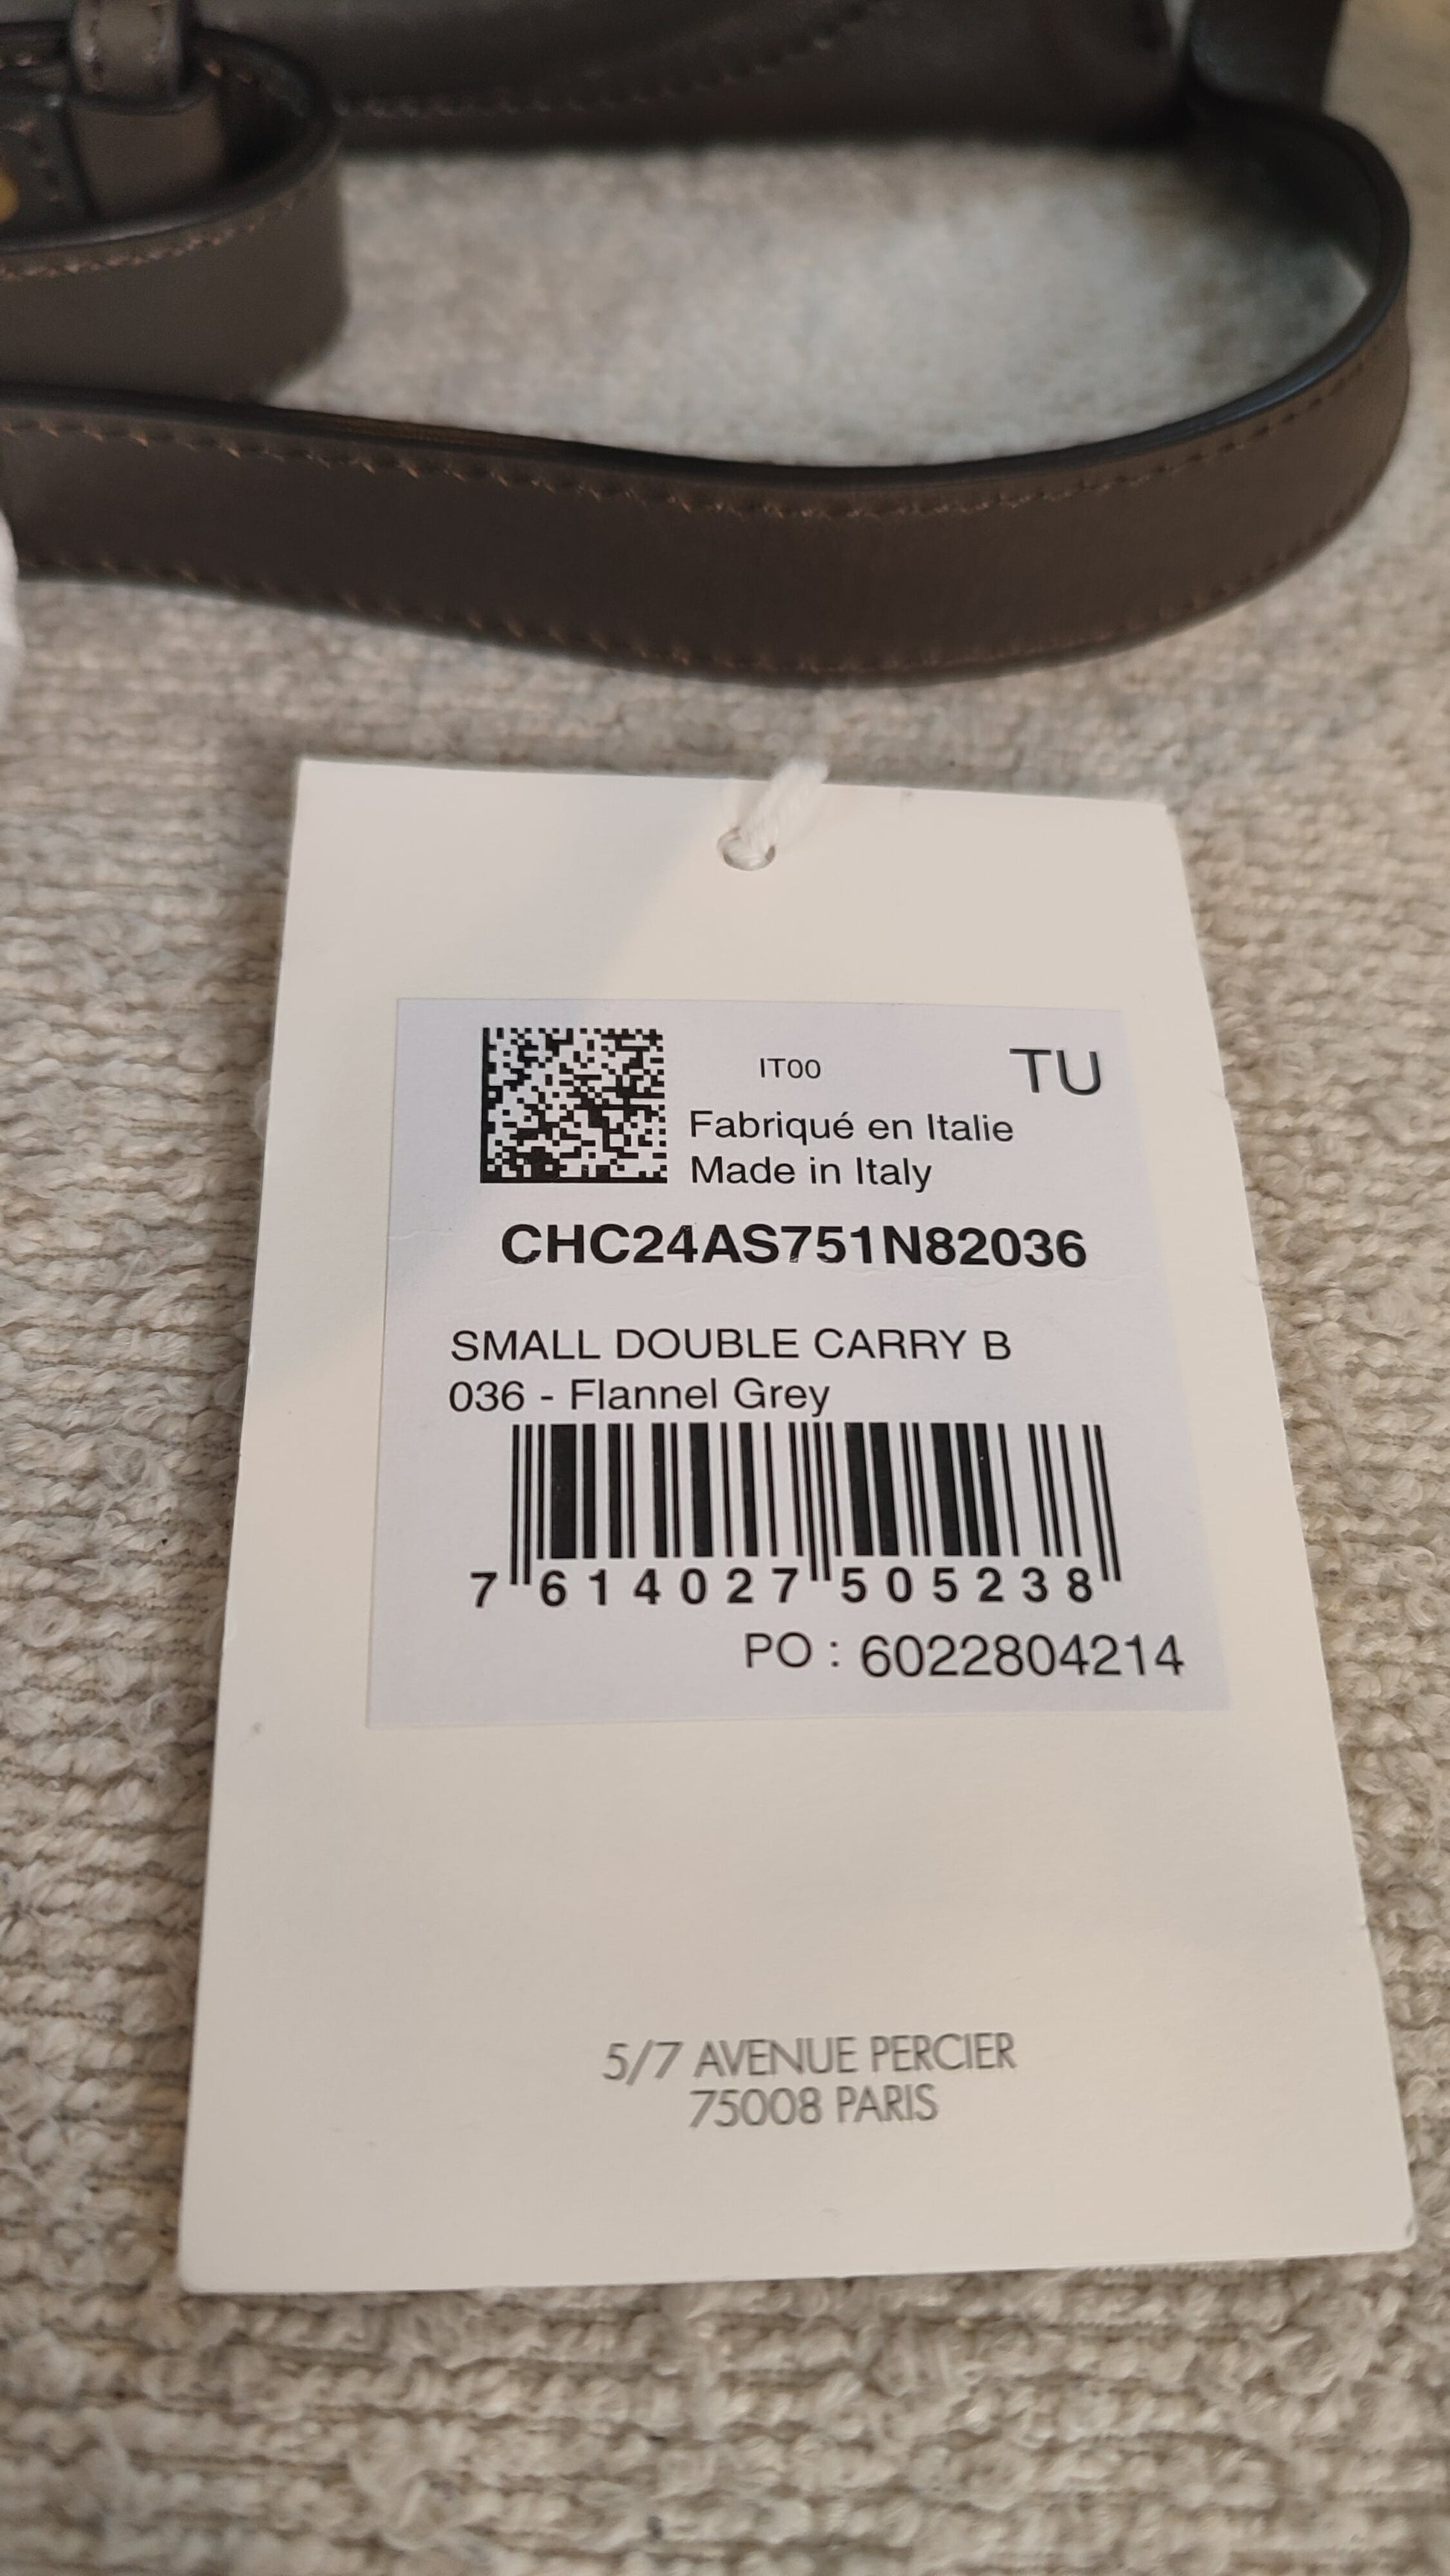 IT00
TU
Fabriqué en Italie
Made in Italy
CHC24AS751N82036
SMALL DOUBLE CARRY B
036 - Flannel Grey
7 614027 505238
PO : 6022804214
5/7 AVENUE PERCIER
75008 PARIS